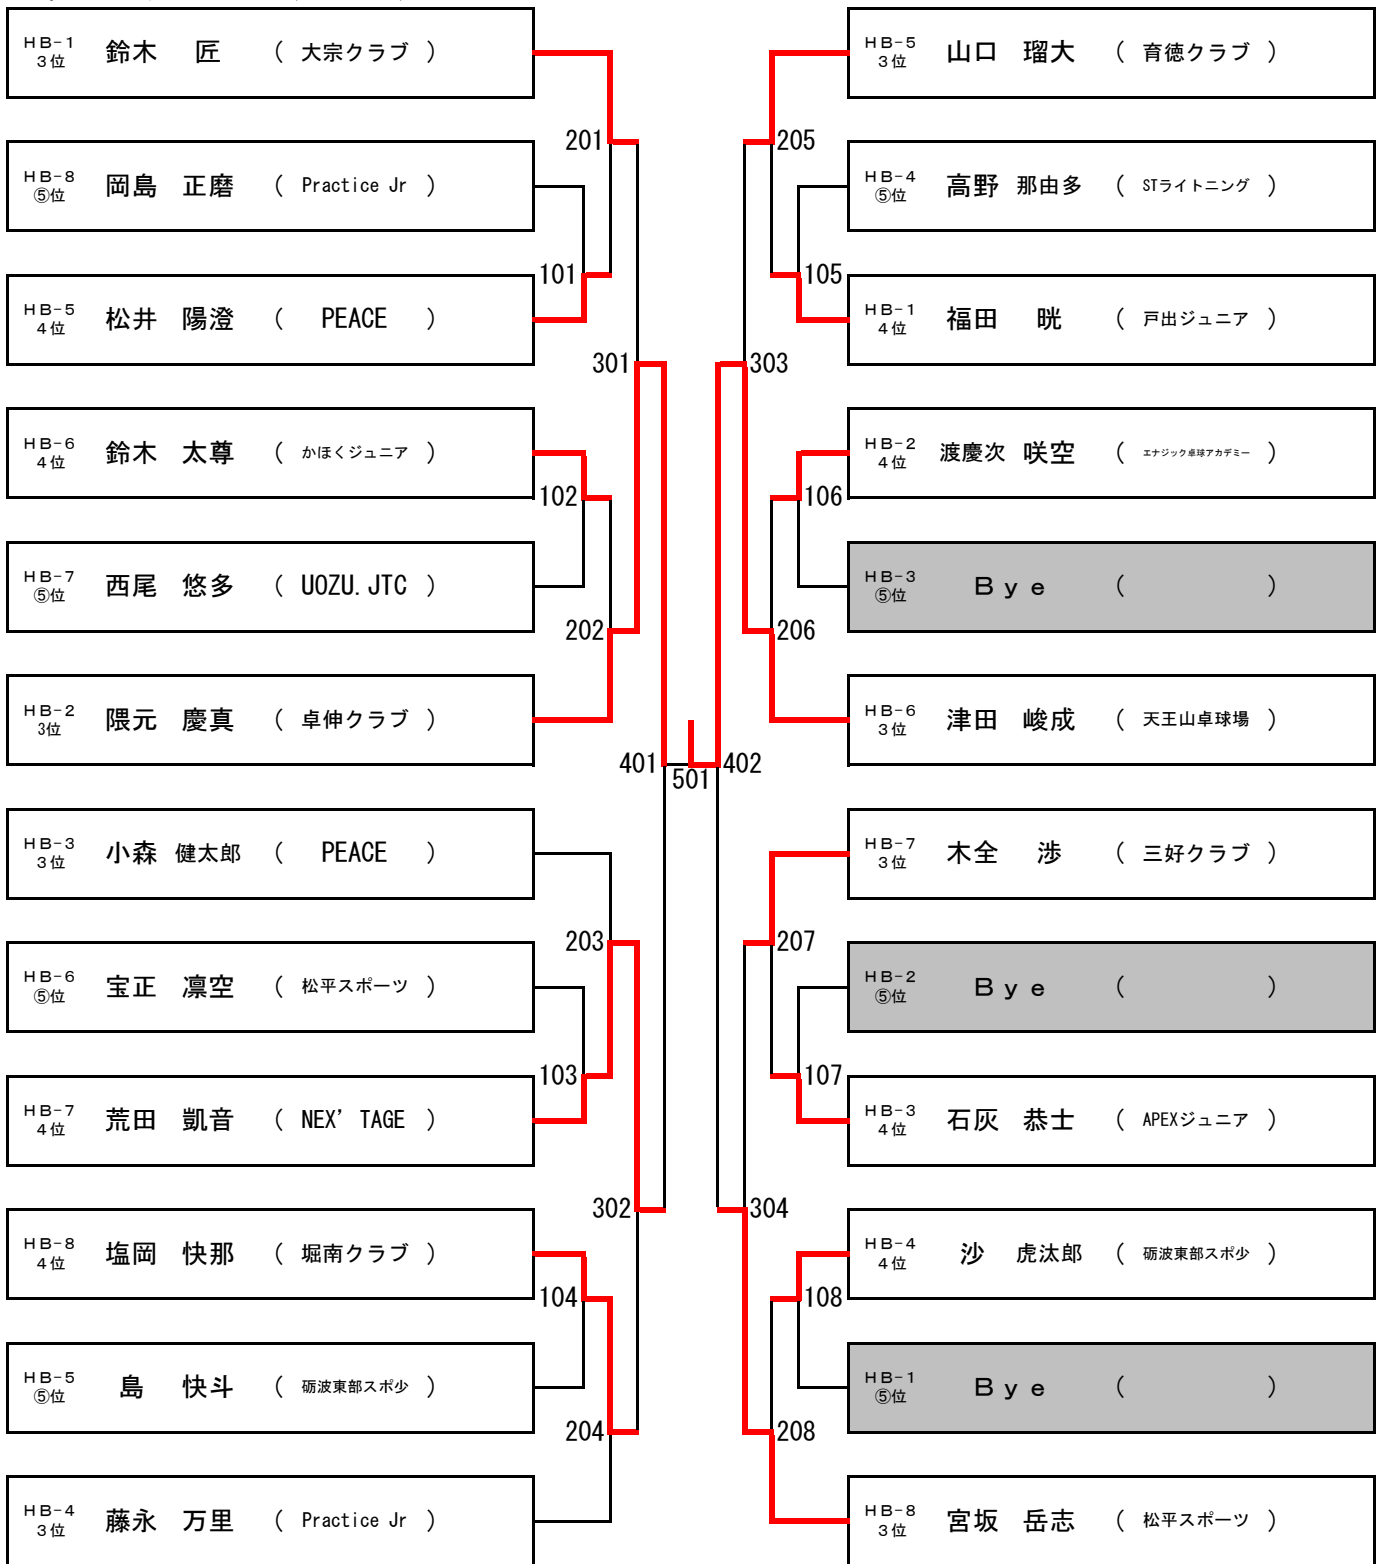 HB-1 3位 鈴木 匠 ( 大宗クラブ )
HB-8 ⑤位 岡島 正磨 ( Practice Jr )
HB-5 4位 松井 陽澄 ( PEACE )
HB-6 4位 鈴木 太尊 ( かほくジュニア )
HB-7 ⑤位 西尾 悠多 ( UOZU.JTC )
HB-2 3位 隈元 慶真 ( 卓伸クラブ )
HB-3 3位 小森 健太郎 ( PEACE )
HB-6 ⑤位 宝正 凛空 ( 松平スポーツ )
HB-7 4位 荒田 凱音 ( NEX’TAGE )
HB-8 4位 塩岡 快那 ( 堀南クラブ )
HB-5 ⑤位 島 快斗 ( 砺波東部スポ少 )
HB-4 3位 藤永 万里 ( Practice Jr )
201
101
301
102
202
401
203
103
302
104
204
501
205
105
303
106
206
402
207
107
304
108
208
HB-5 3位 山口 瑠大 ( 育徳クラブ )
HB-4 ⑤位 高野 那由多 ( STライトニング )
HB-1 4位 福田 晄 ( 戸出ジュニア )
HB-2 4位 渡慶次 咲空 ( エナジック卓球アカデミー )
HB-3 ⑤位 Bye ( )
HB-6 3位 津田 峻成 ( 天王山卓球場 )
HB-7 3位 木全 渉 ( 三好クラブ )
HB-2 ⑤位 Bye ( )
HB-3 4位 石灰 恭士 ( APEXジュニア )
HB-4 4位 沙 虎汰郎 ( 砺波東部スポ少 )
HB-1 ⑤位 Bye ( )
HB-8 3位 宮坂 岳志 ( 松平スポーツ )